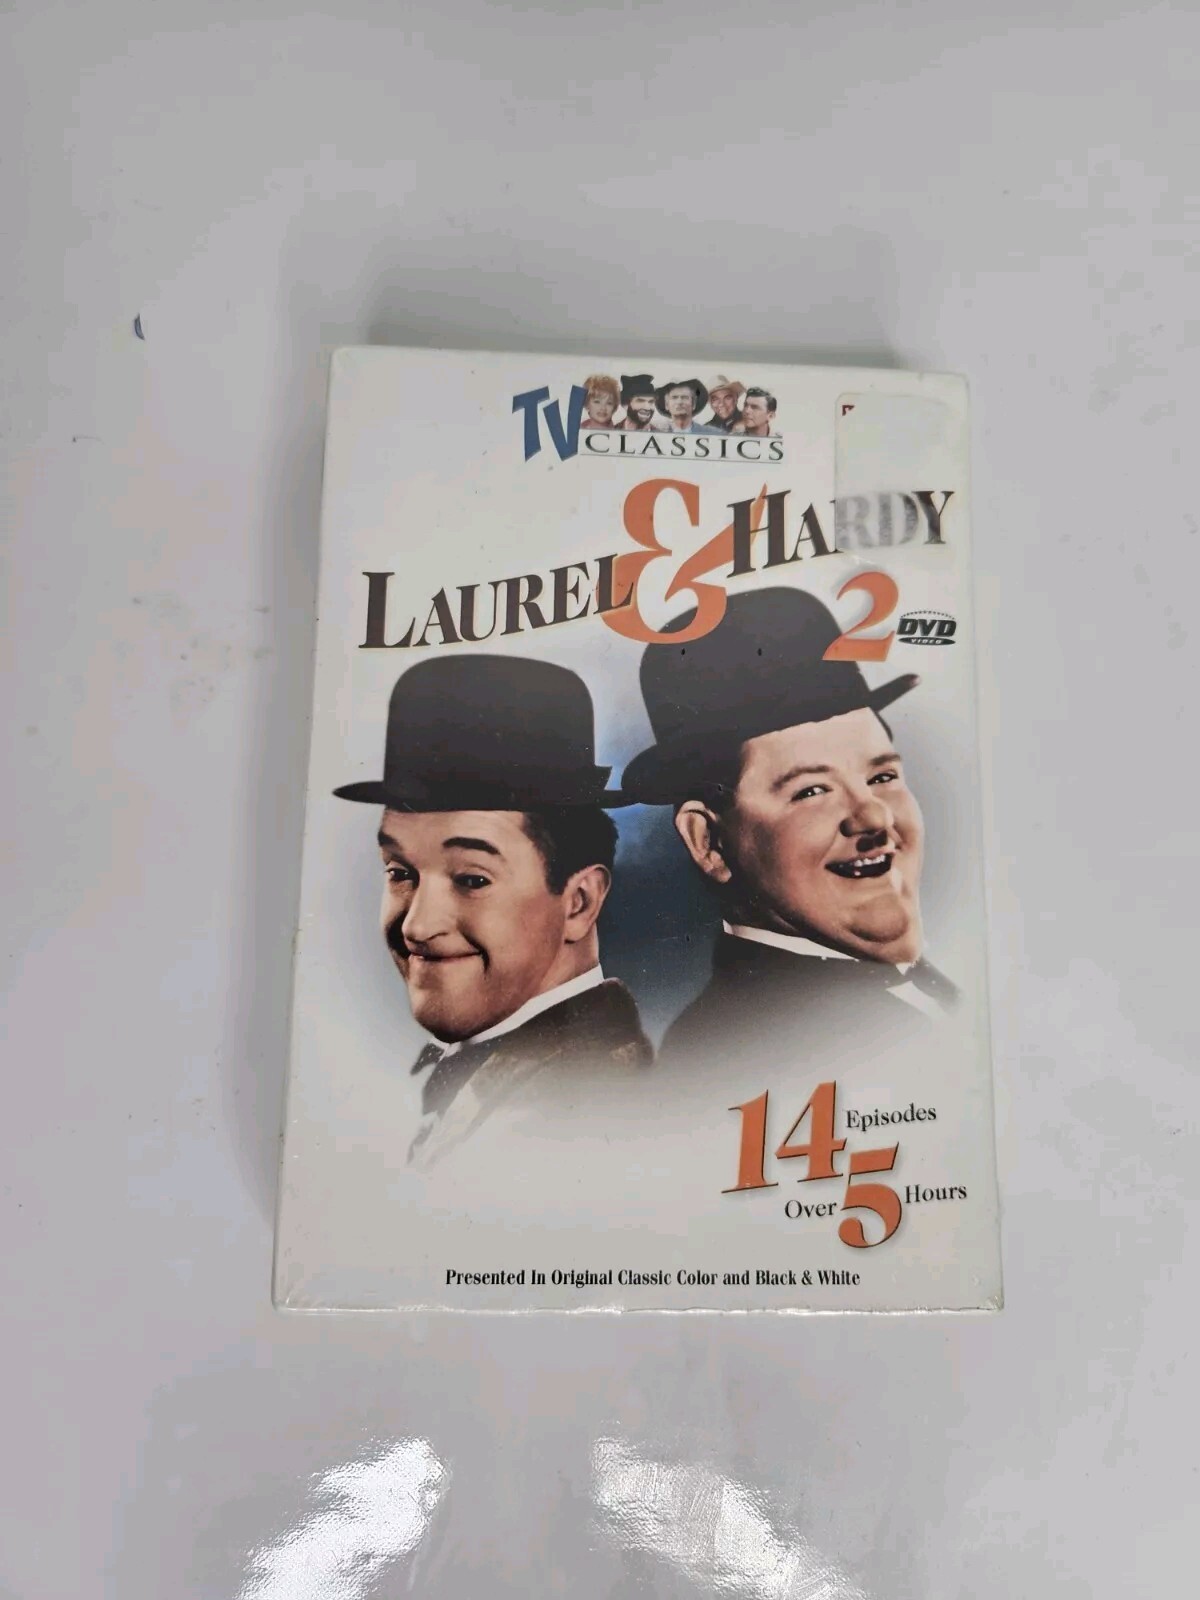 TV CLASSICS
LAUREL & HARDY
2 DVD
VIDEO
14 Episodes
Over 5 Hours
Presented In Original Classic Color and Black & White